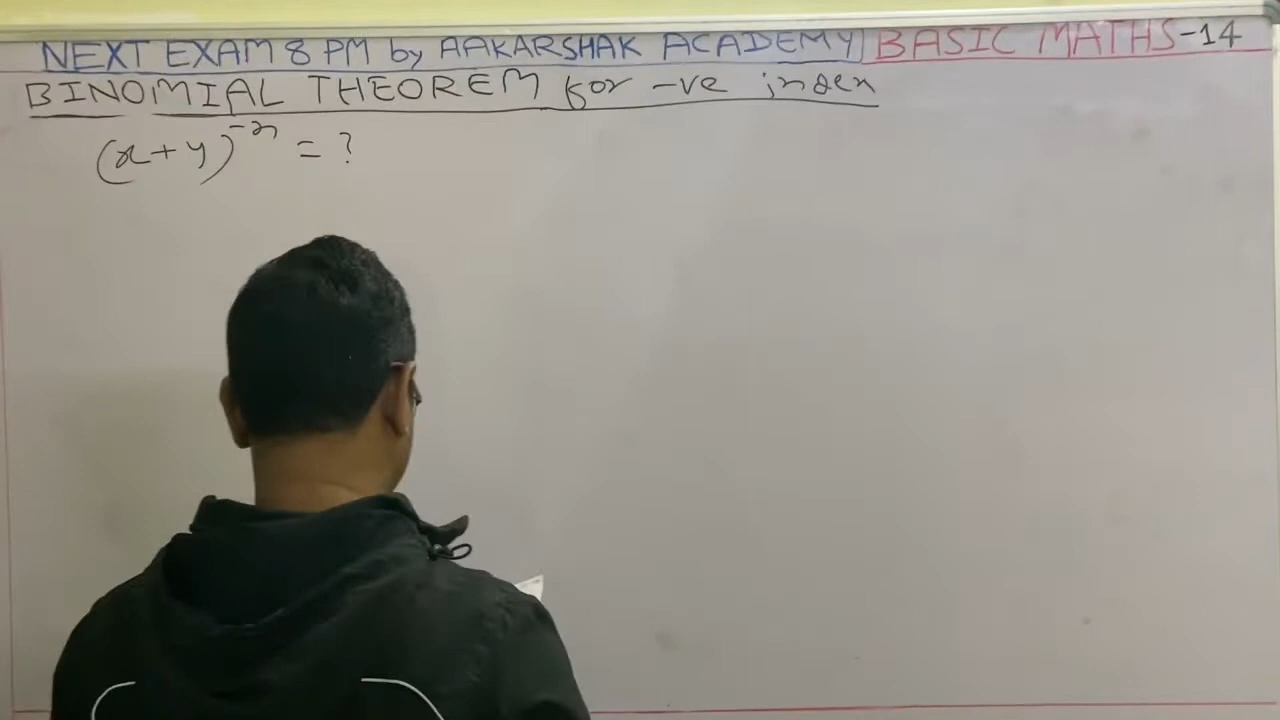 NEXT EXAM 8 PM by AAKARSHAK ACADEMY BASIC MATHS-14
BINOMIAL THEOREM for -ve index
(x+y)⁻ⁿ = ?